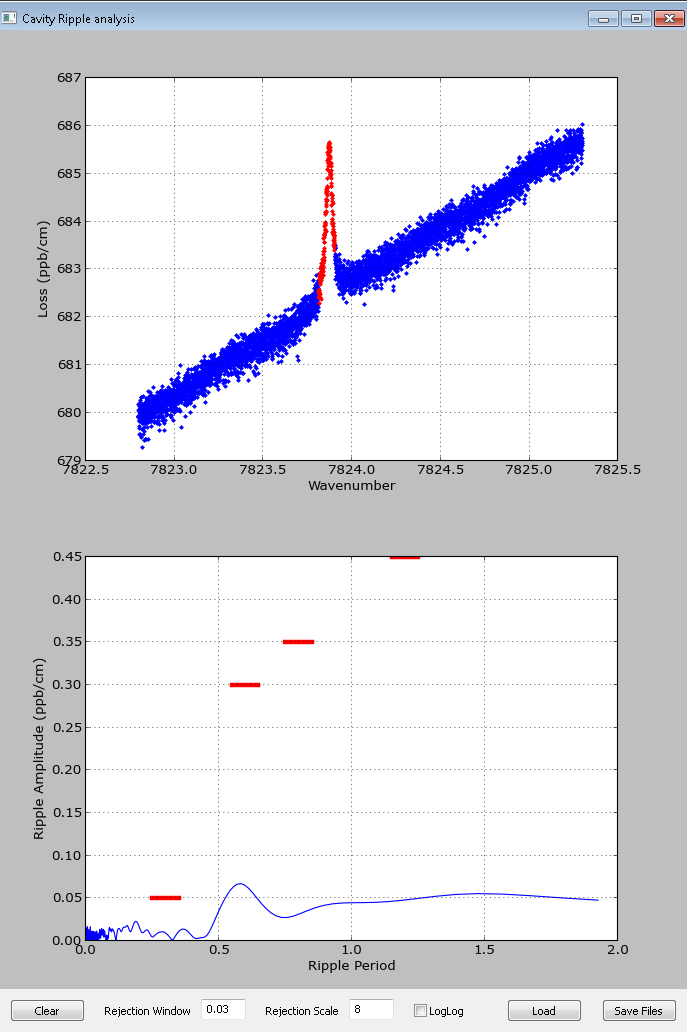 Cavity Ripple analysis
687
686
685
684
683
682
681
680
679
Loss (ppb/cm)
7822.5 7823.0 7823.5 7824.0 7824.5 7825.0 7825.5
Wavenumber
0.45
0.40
0.35
0.30
0.25
0.20
0.15
0.10
0.05
0.00
Ripple Amplitude (ppb/cm)
0.0 0.5 1.0 1.5 2.0
Ripple Period
Clear Rejection Window 0.03 Rejection Scale 8 LogLog Load Save Files